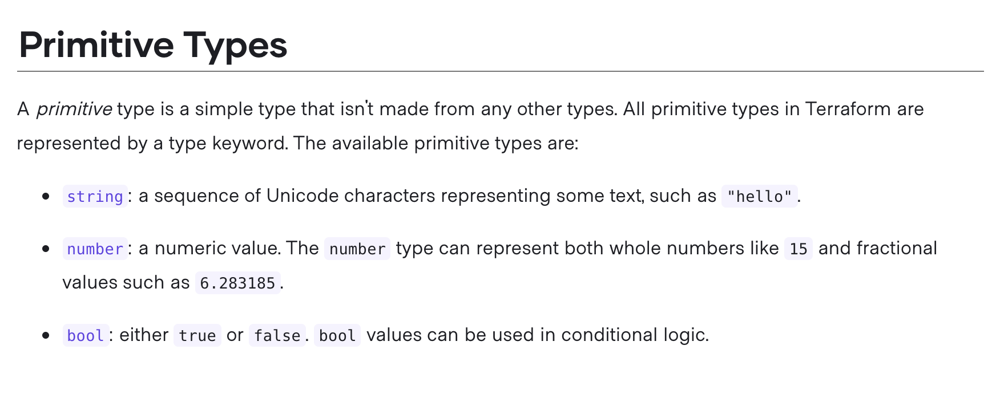 Primitive Types
A primitive type is a simple type that isn't made from any other types. All primitive types in Terraform are
represented by a type keyword. The available primitive types are:
• string: a sequence of Unicode characters representing some text, such as "hello".
• number: a numeric value. The number type can represent both whole numbers like 15 and fractional
values such as 6.283185.
• bool: either true or false. bool values can be used in conditional logic.